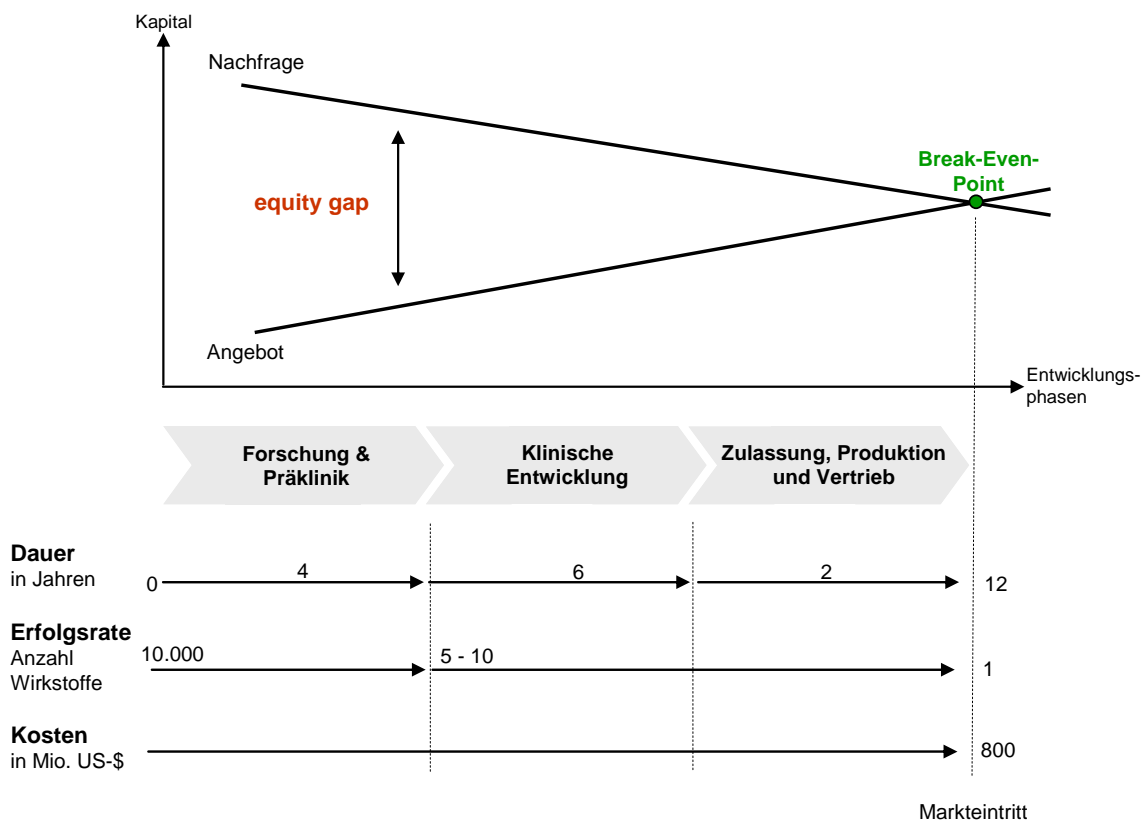 Kapital
Nachfrage
Break-Even-
Point
equity gap
Angebot
Entwicklungs-
phasen
Forschung &
Präklinik
Klinische
Entwicklung
Zulassung, Produktion
und Vertrieb
Dauer
in Jahren
0
4
6
2
12
Erfolgsrate
Anzahl
Wirkstoffe
10.000
5 - 10
1
Kosten
in Mio. US-$
800
Markteintritt